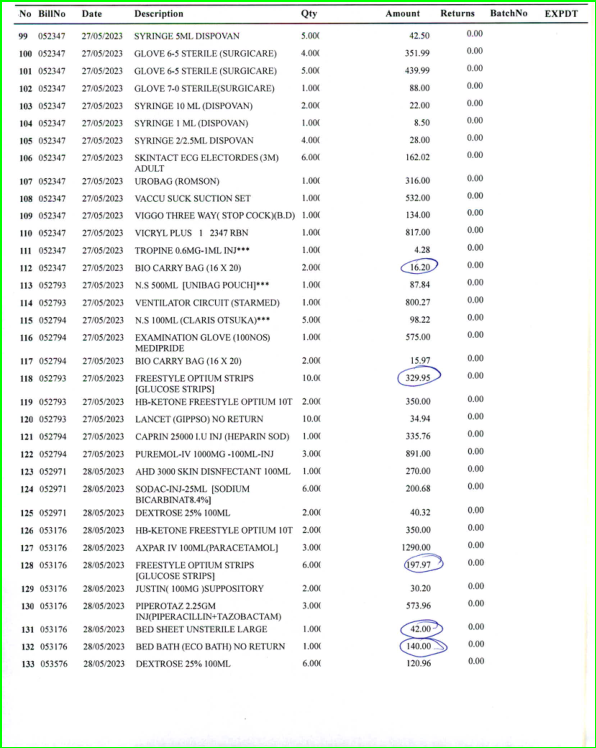 No BillNo Date Description Qty Amount Returns BatchNo EXPDT
99 052347 27/05/2023 SYRINGE 5ML DISPOVAN 5.00( 42.50 0.00
100 052347 27/05/2023 GLOVE 6-5 STERILE (SURGICARE) 4.00( 351.99 0.00
101 052347 27/05/2023 GLOVE 6-5 STERILE (SURGICARE) 5.00( 439.99 0.00
102 052347 27/05/2023 GLOVE 7-0 STERILE(SURGICARE) 1.00( 88.00 0.00
103 052347 27/05/2023 SYRINGE 10 ML (DISPOVAN) 2.00( 22.00 0.00
104 052347 27/05/2023 SYRINGE 1 ML (DISPOVAN) 1.00( 8.50 0.00
105 052347 27/05/2023 SYRINGE 2/2.5ML DISPOVAN 4.00( 28.00 0.00
106 052347 27/05/2023 SKINTACT ECG ELECTORDES (3M) 6.00( 162.02 0.00
ADULT
107 052347 27/05/2023 UROBAG (ROMSON) 1.00( 316.00 0.00
108 052347 27/05/2023 VACCU SUCK SUCTION SET 1.00( 532.00 0.00
109 052347 27/05/2023 VIGGO THREE WAY( STOP COCK)(B.D) 1.00( 134.00 0.00
110 052347 27/05/2023 VICRYL PLUS 1 2347 RBN 1.00( 817.00 0.00
111 052347 27/05/2023 TROPINE 0.6MG-1ML INJ*** 1.00( 4.28 0.00
112 052347 27/05/2023 BIO CARRY BAG (16 X 20) 2.00( 16.20 0.00
113 052793 27/05/2023 N.S 500ML [UNIBAG POUCH]*** 1.00( 87.84 0.00
114 052793 27/05/2023 VENTILATOR CIRCUIT (STARMED) 1.00( 800.27 0.00
115 052794 27/05/2023 N.S 100ML (CLARIS OTSUKA)*** 5.00( 98.22 0.00
116 052794 27/05/2023 EXAMINATION GLOVE (100NOS) 1.00( 575.00 0.00
MEDIPRIDE
117 052794 27/05/2023 BIO CARRY BAG (16 X 20) 2.00( 15.97 0.00
118 052793 27/05/2023 FREESTYLE OPTIUM STRIPS 10.0( 329.95 0.00
[GLUCOSE STRIPS]
119 052793 27/05/2023 HB-KETONE FREESTYLE OPTIUM 10T 2.00( 350.00 0.00
120 052793 27/05/2023 LANCET (GIPPSO) NO RETURN 10.0( 34.94 0.00
121 052794 27/05/2023 CAPRIN 25000 I.U INJ (HEPARIN SOD) 1.00( 335.76 0.00
122 052794 27/05/2023 PUREMOL-IV 1000MG -100ML-INJ 3.00( 891.00 0.00
123 052971 28/05/2023 AHD 3000 SKIN DISNFECTANT 100ML 1.00( 270.00 0.00
124 052971 28/05/2023 SODAC-INJ-25ML [SODIUM 6.00( 200.68 0.00
BICARBINAT8.4%]
125 052971 28/05/2023 DEXTROSE 25% 100ML 2.00( 40.32 0.00
126 053176 28/05/2023 HB-KETONE FREESTYLE OPTIUM 10T 2.00( 350.00 0.00
127 053176 28/05/2023 AXPAR IV 100ML(PARACETAMOL] 3.00( 1290.00 0.00
128 053176 28/05/2023 FREESTYLE OPTIUM STRIPS 6.00( 197.97 0.00
[GLUCOSE STRIPS]
129 053176 28/05/2023 JUSTIN( 100MG )SUPPOSITORY 2.00( 30.20 0.00
130 053176 28/05/2023 PIPEROTAZ 2.25GM 3.00( 573.96 0.00
INJ(PIPERACILLIN+TAZOBACTAM)
131 053176 28/05/2023 BED SHEET UNSTERILE LARGE 1.00( 42.00 0.00
132 053176 28/05/2023 BED BATH (ECO BATH) NO RETURN 1.00( 140.00 0.00
133 053576 28/05/2023 DEXTROSE 25% 100ML 6.00( 120.96 0.00